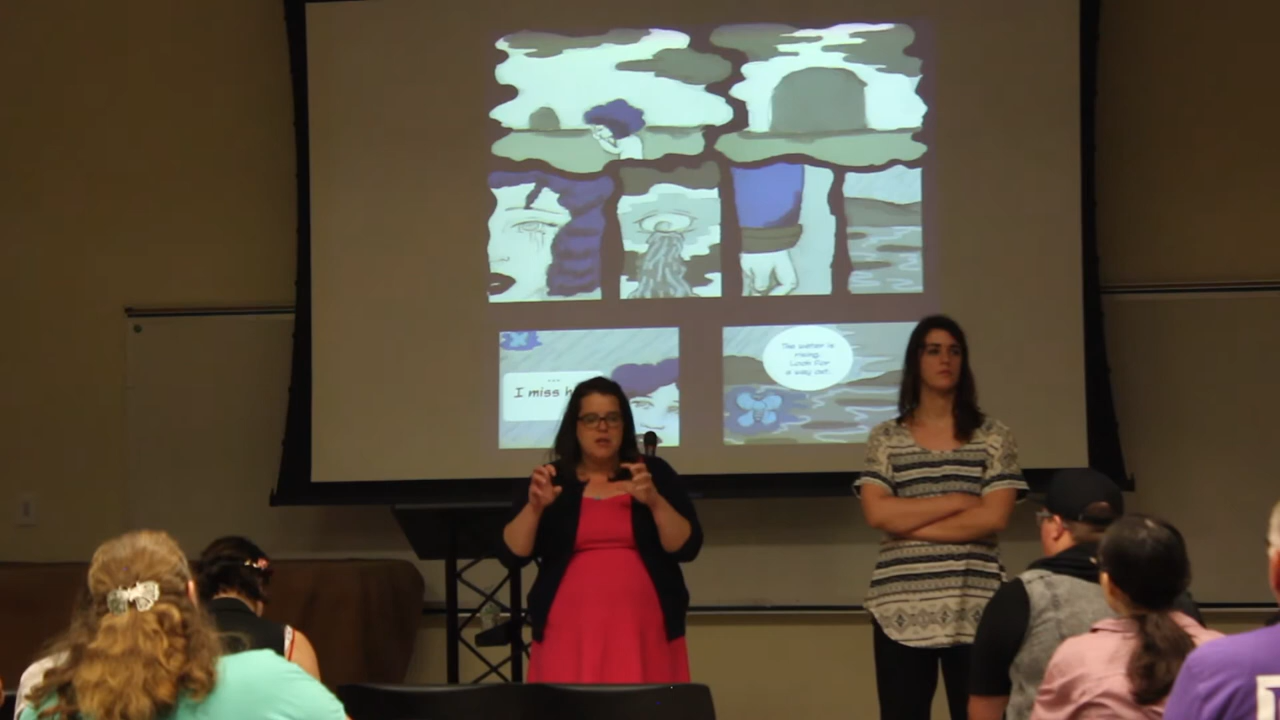 ...
I miss h
The water is
rising.
Look for
a way out.